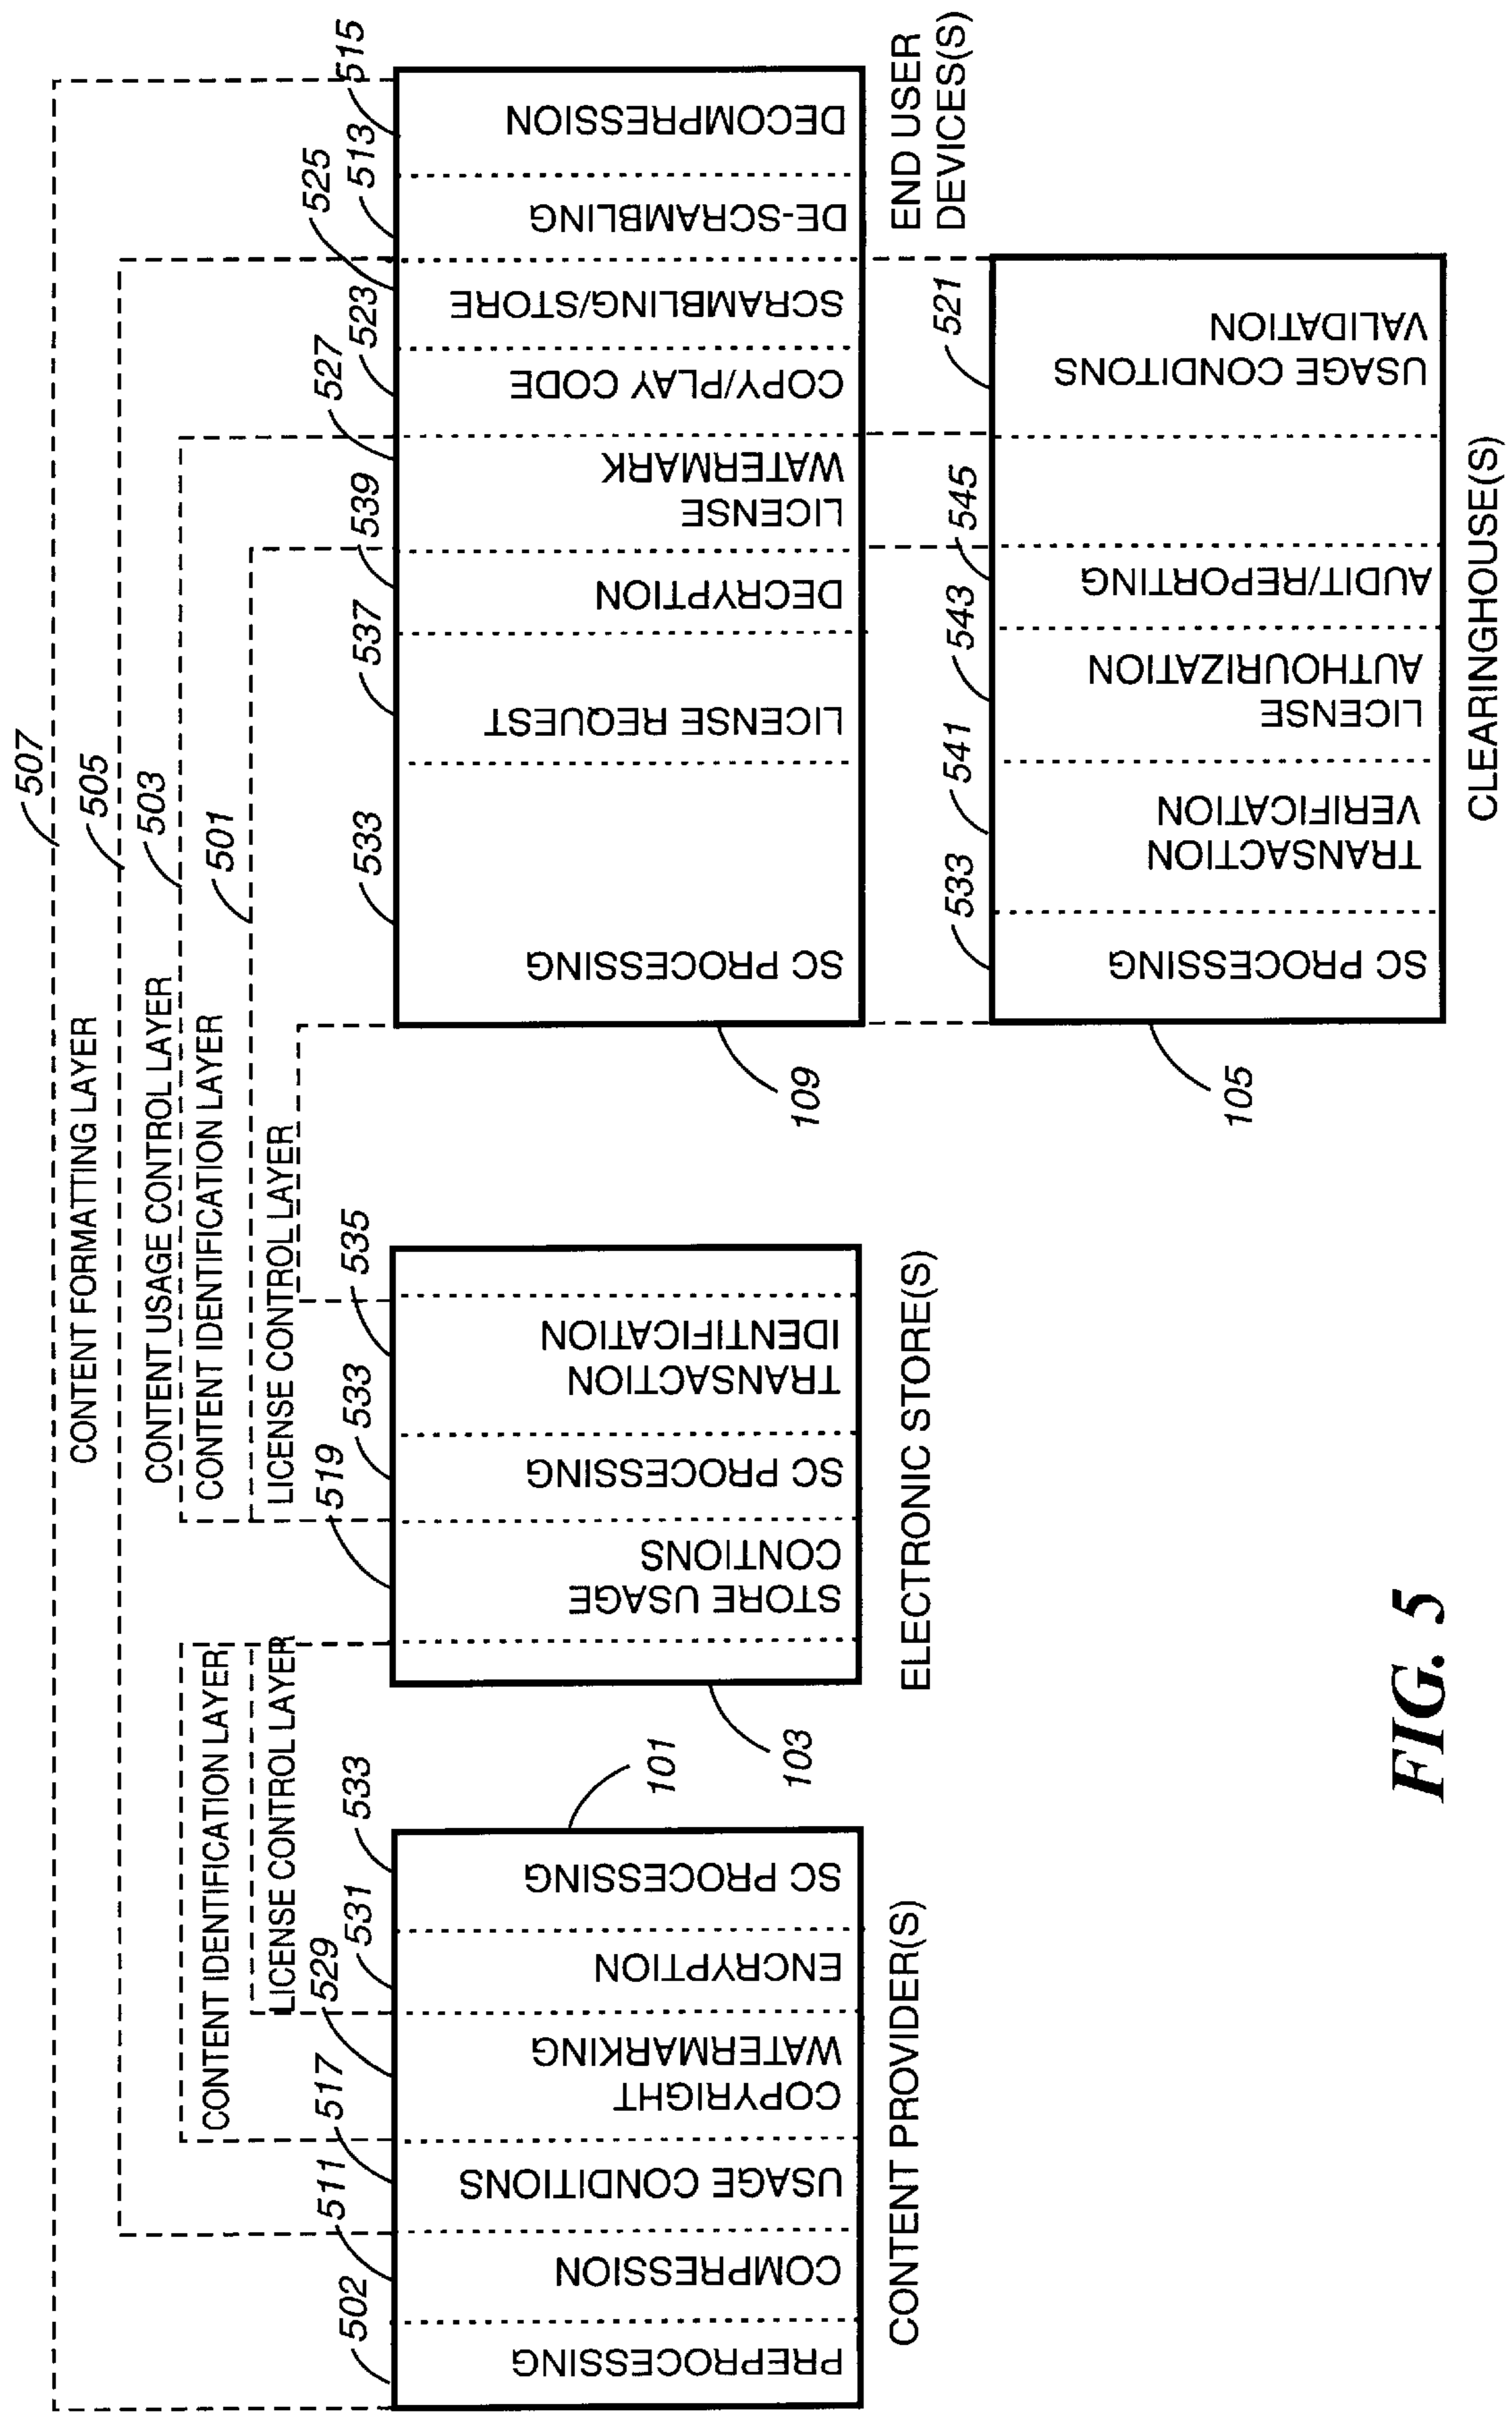 507
CONTENT FORMATTING LAYER
505
CONTENT USAGE CONTROL LAYER
503
CONTENT IDENTIFICATION LAYER
CONTENT IDENTIFICATION LAYER
501
LICENSE CONTROL LAYER
LICENSE CONTROL LAYER
502
511
517
529
531
533
PREPROCESSING
COMPRESSION
USAGE CONDITIONS
COPYRIGHT
WATERMARKING
ENCRYPTION
SC PROCESSING
101
CONTENT PROVIDER(S)
519
533
535
STORE USAGE
CONTIONS
SC PROCESSING
TRANSACTION
IDENTIFICATION
103
ELECTRONIC STORE(S)
533
537
539
527
523
525
513
515
SC PROCESSING
LICENSE REQUEST
DECRYPTION
LICENSE
WATERMARK
COPY/PLAY CODE
SCRAMBLING/STORE
DE-SCRAMBLING
DECOMPRESSION
109
END USER
DEVICES(S)
533
541
543
545
521
SC PROCESSING
TRANSACTION
VERIFICATION
LICENSE
AUTHOURIZATION
AUDIT/REPORTING
USAGE CONDITONS
VALIDATION
105
CLEARINGHOUSE(S)
FIG. 5